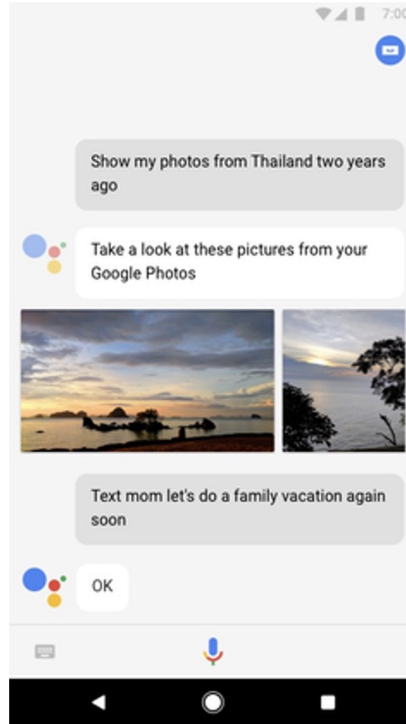 7:00
Show my photos from Thailand two years
ago
Take a look at these pictures from your
Google Photos
Text mom let's do a family vacation again
soon
OK